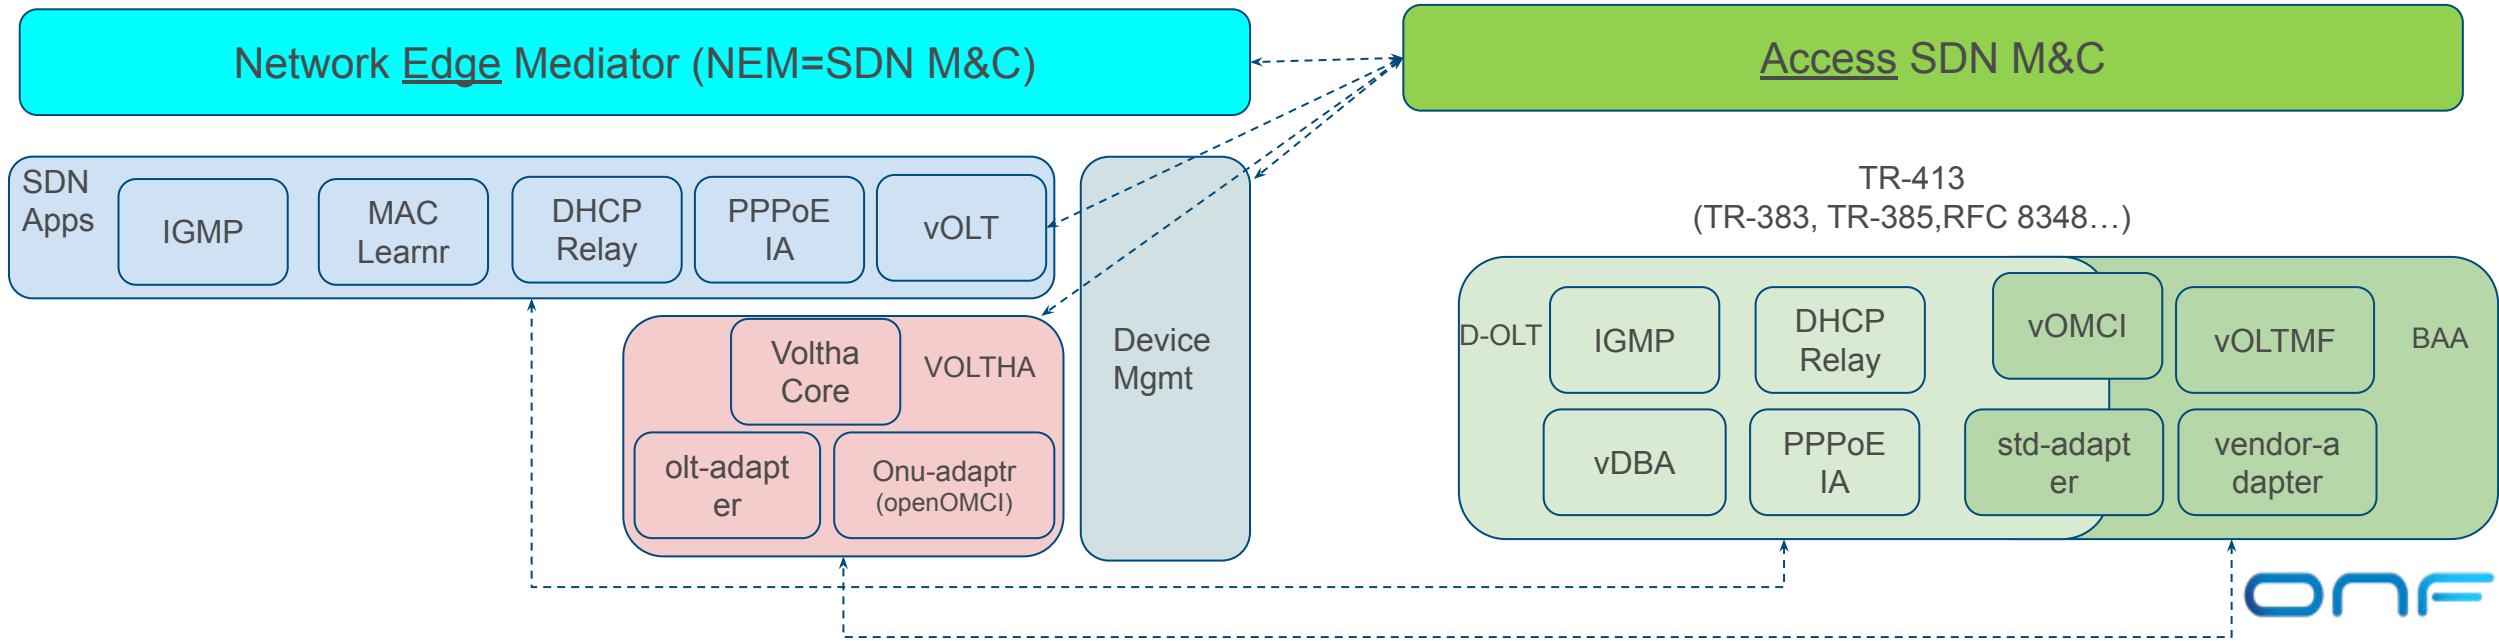 Network Edge Mediator (NEM=SDN M&C)
Access SDN M&C
SDN
Apps
IGMP
MAC
Learnr
DHCP
Relay
PPPoE
IA
vOLT
Voltha
Core
VOLTHA
olt-adapt
er
Onu-adaptr
(openOMCI)
Device
Mgmt
TR-413
(TR-383, TR-385,RFC 8348…)
D-OLT
IGMP
DHCP
Relay
vOMCI
vOLTMF
BAA
vDBA
PPPoE
IA
std-adapt
er
vendor-a
dapter
ONF